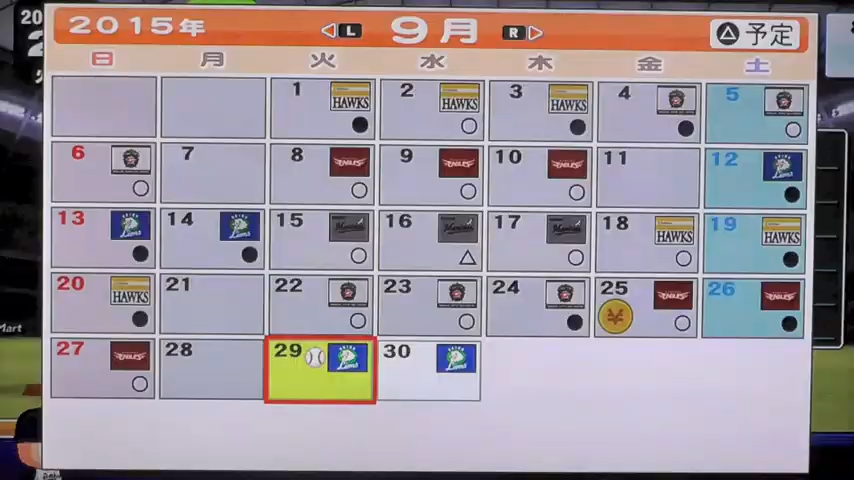 20
2015年 L 9月 R 予定
日 月 火 水 木 金 土
1 HAWKS 2 HAWKS 3 HAWKS 4 5
6 7 8 EAGLES 9 EAGLES 10 EAGLES 11 12 Lions
13 Lions 14 Lions 15 Marines 16 Marines 17 18 HAWKS 19 HAWKS
20 HAWKS 21 22 23 24 25 ¥ EAGLES 26 EAGLES
27 EAGLES 28 29 Lions 30 Lions
Mart